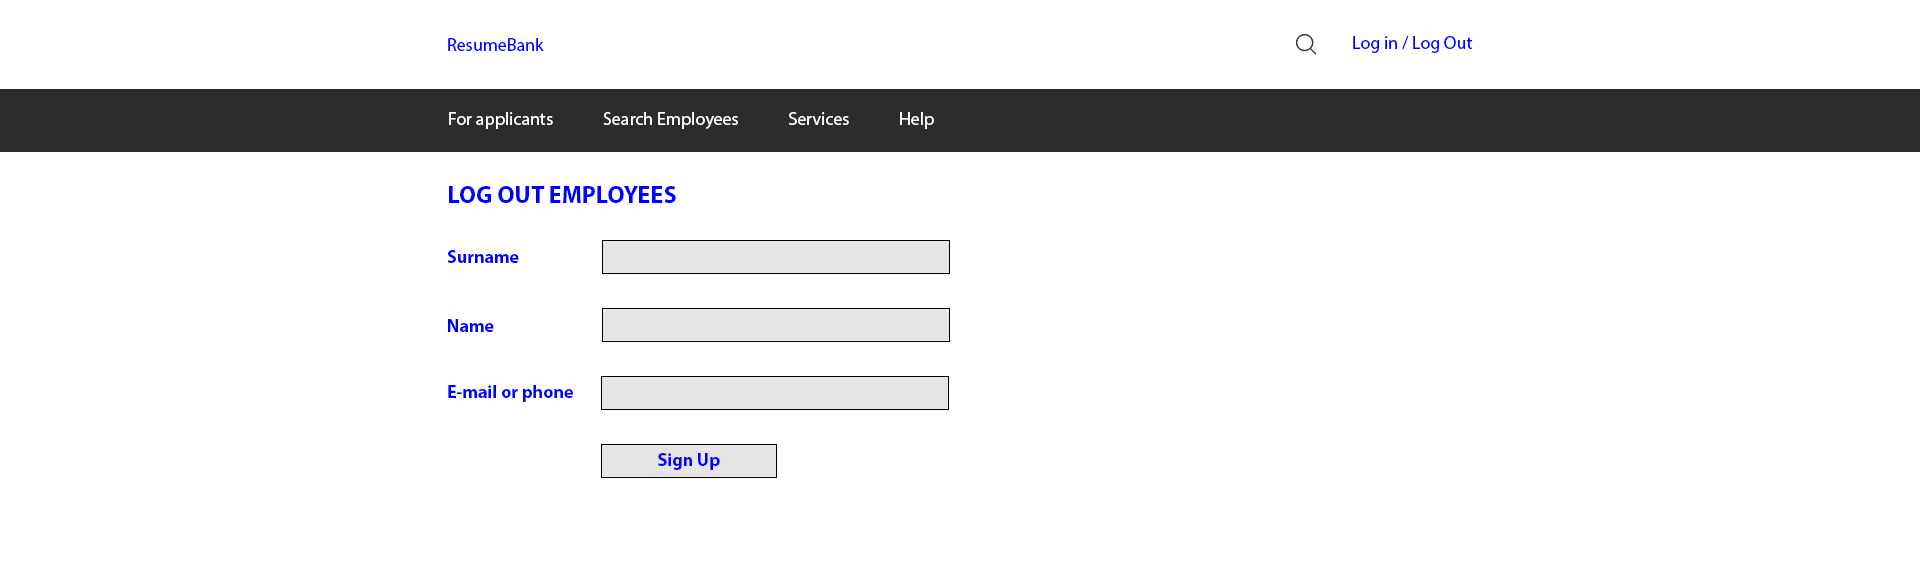 ResumeBank
Log in / Log Out
For applicants
Search Employees
Services
Help
LOG OUT EMPLOYEES
Surname
Name
E-mail or phone
Sign Up